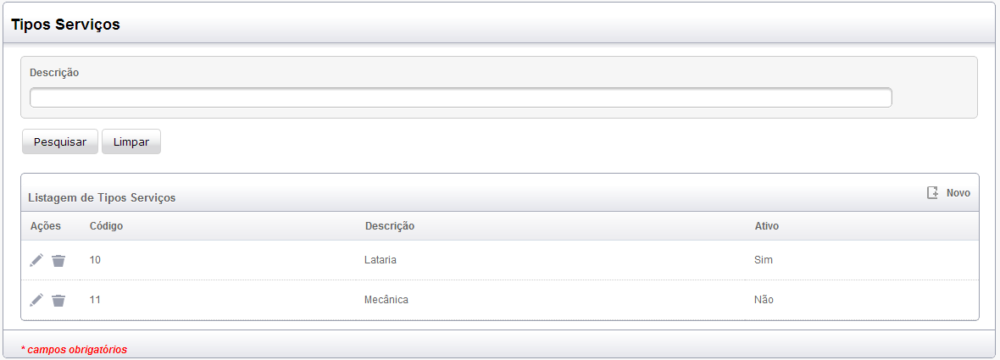 Tipos Serviços
Descrição
Pesquisar Limpar
Listagem de Tipos Serviços Novo
Ações Código Descrição Ativo
10 Lataria Sim
11 Mecânica Não
* campos obrigatórios